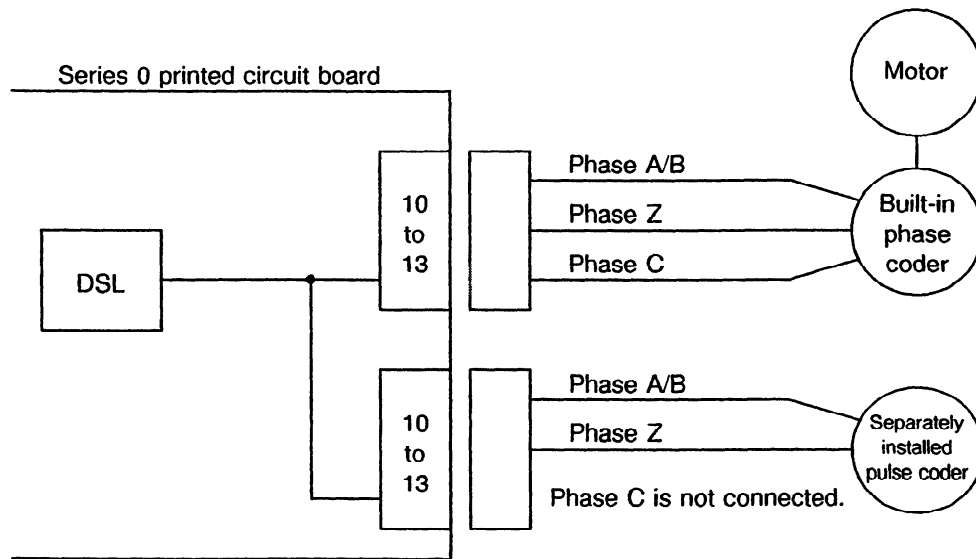 Motor
Series 0 printed circuit board
10
to
13
Phase A/B
Phase Z
Phase C
Built-in
phase
coder
DSL
10
to
13
Phase A/B
Phase Z
Phase C is not connected.
Separately
installed
pulse coder